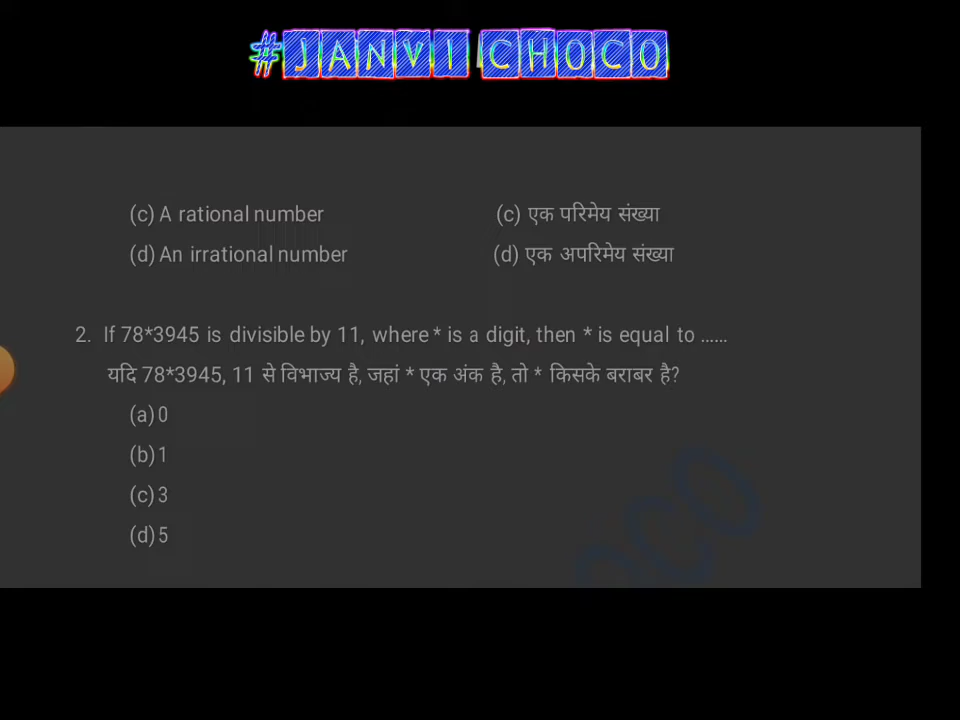 #JANVI CHOCO
(c) A rational number (c) एक परिमेय संख्या
(d) An irrational number (d) एक अपरिमेय संख्या
2. If 78*3945 is divisible by 11, where * is a digit, then * is equal to ......
यदि 78*3945, 11 से विभाज्य है, जहां * एक अंक है, तो * किसके बराबर है?
(a) 0
(b) 1
(c) 3
(d) 5